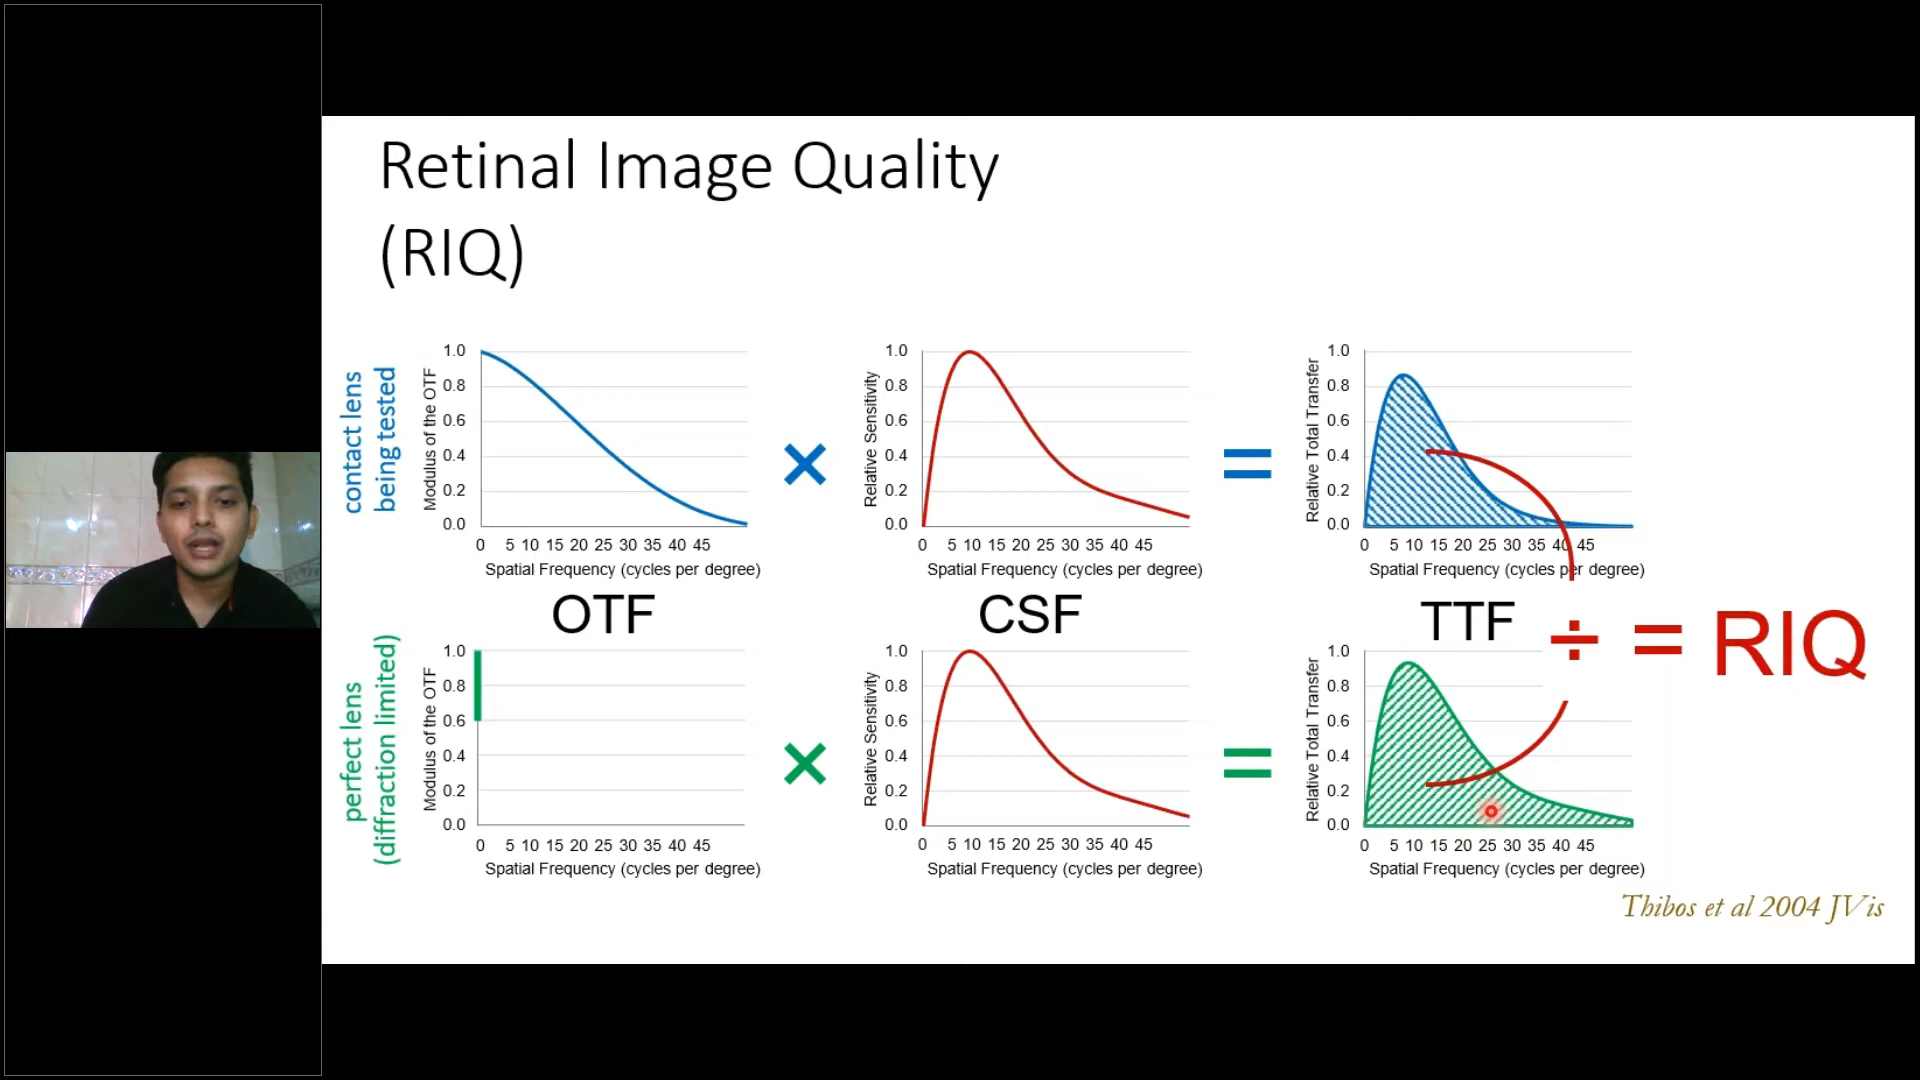 Retinal Image Quality
(RIQ)
contact lens
being tested
Modulus of the OTF
1.0
0.8
0.6
0.4
0.2
0.0
0 5 10 15 20 25 30 35 40 45
Spatial Frequency (cycles per degree)
×
Relative Sensitivity
1.0
0.8
0.6
0.4
0.2
0.0
0 5 10 15 20 25 30 35 40 45
Spatial Frequency (cycles per degree)
=
Relative Total Transfer
1.0
0.8
0.6
0.4
0.2
0.0
0 5 10 15 20 25 30 35 40 45
Spatial Frequency (cycles per degree)
OTF
CSF
TTF
÷ = RIQ
perfect lens
(diffraction limited)
Modulus of the OTF
1.0
0.8
0.6
0.4
0.2
0.0
0 5 10 15 20 25 30 35 40 45
Spatial Frequency (cycles per degree)
×
Relative Sensitivity
1.0
0.8
0.6
0.4
0.2
0.0
0 5 10 15 20 25 30 35 40 45
Spatial Frequency (cycles per degree)
=
Relative Total Transfer
1.0
0.8
0.6
0.4
0.2
0.0
0 5 10 15 20 25 30 35 40 45
Spatial Frequency (cycles per degree)
Thibos et al 2004 JVis